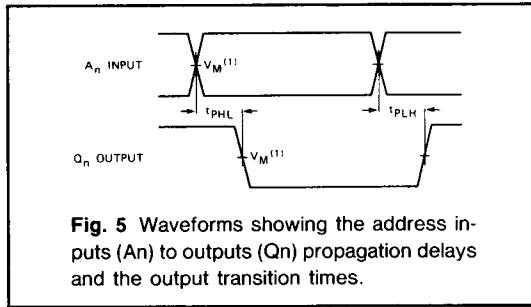 An INPUT
VM(1)
tPHL
tPLH
Qn OUTPUT
VM(1)
Fig. 5 Waveforms showing the address in-
puts (An) to outputs (Qn) propagation delays
and the output transition times.